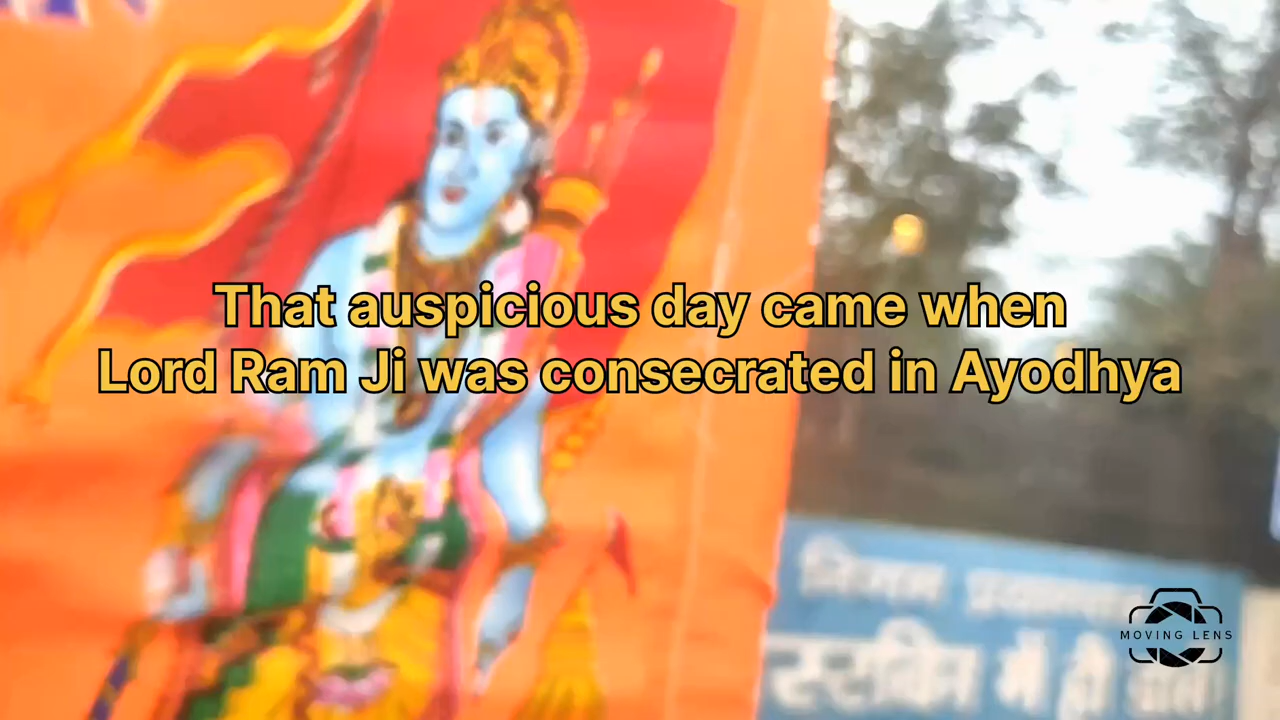 That auspicious day came when
Lord Ram Ji was consecrated in Ayodhya
में ही
MOVING LENS